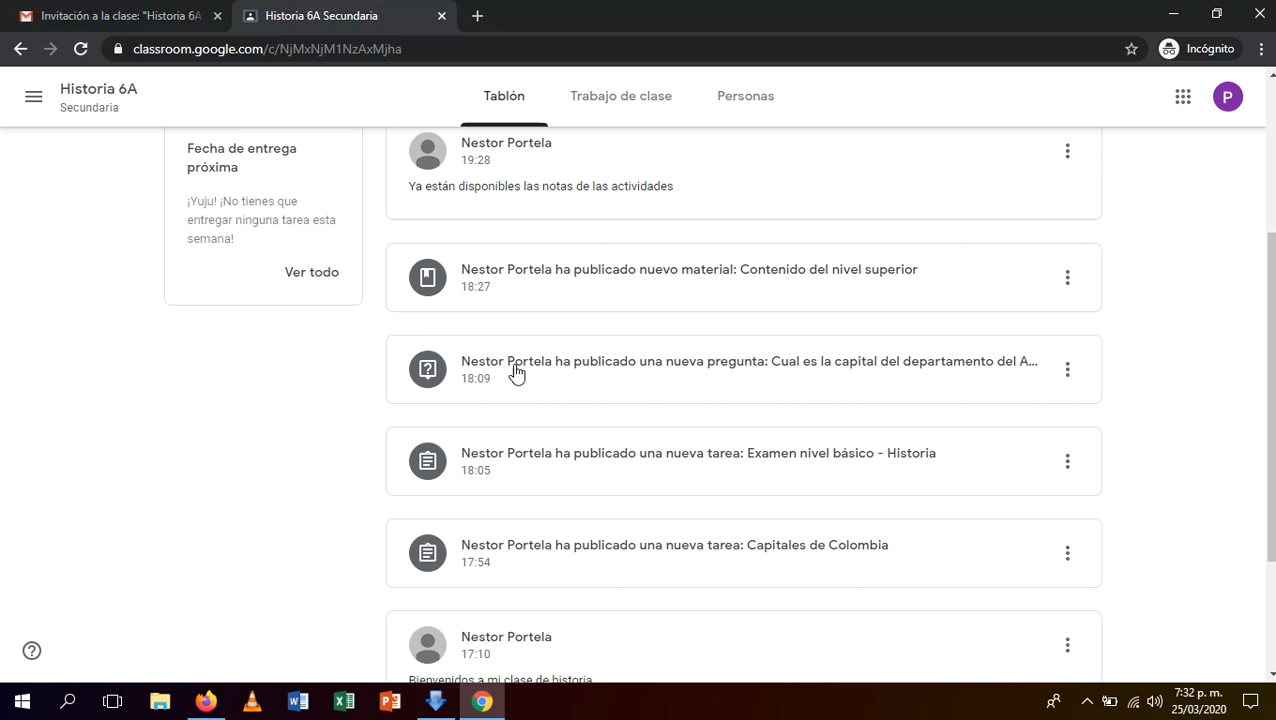 Invitación a la clase: "Historia 6A
Historia 6A Secundaria
classroom.google.com/c/NjMxNjM1NzAxMjha
Incógnito
Historia 6A
Secundaria
Tablón
Trabajo de clase
Personas
P
Fecha de entrega
próxima
¡Yuju! ¡No tienes que
entregar ninguna tarea esta
semana!
Ver todo
Nestor Portela
19:28
Ya están disponibles las notas de las actividades
Nestor Portela ha publicado nuevo material: Contenido del nivel superior
18:27
Nestor Portela ha publicado una nueva pregunta: Cual es la capital del departamento del A...
18:09
Nestor Portela ha publicado una nueva tarea: Examen nivel básico - Historia
18:05
Nestor Portela ha publicado una nueva tarea: Capitales de Colombia
17:54
Nestor Portela
17:10
Bienvenidos a mi clase de historia
7:32 p. m.
25/03/2020